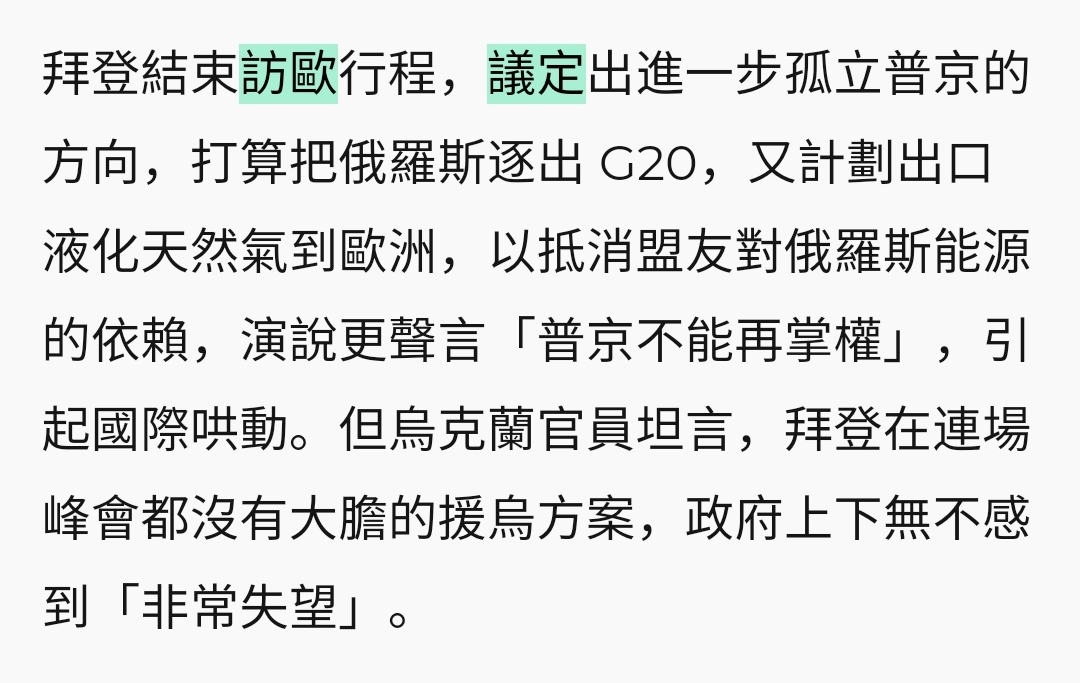 拜登結束訪歐行程，議定出進一步孤立普京的
方向，打算把俄羅斯逐出 G20，又計劃出口
液化天然氣到歐洲，以抵消盟友對俄羅斯能源
的依賴，演說更聲言「普京不能再掌權」，引
起國際哄動。但烏克蘭官員坦言，拜登在連場
峰會都沒有大膽的援烏方案，政府上下無不感
到「非常失望」。